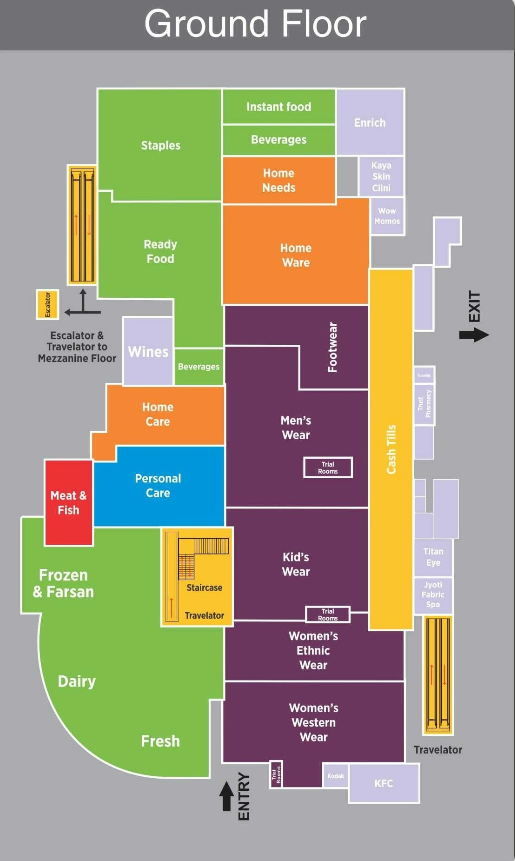 Ground Floor
Staples
Instant food
Beverages
Enrich
Home
Needs
Kaya
Skin
Clini
Wow
Momos
Ready
Food
Home
Ware
Escalator
Escalator &
Travelator to
Mezzanine Floor
EXIT
Wines
Beverages
Footwear
Home
Care
Men's
Wear
Cash Tills
Trial
Rooms
Personal
Care
Meat &
Fish
Kid's
Wear
Titan
Eye
Frozen
& Farsan
Staircase
Travelator
Jyoti
Fabric
Spa
Trial
Rooms
Women's
Ethnic
Wear
Dairy
Women's
Western
Wear
Fresh
Travelator
Trial
Rooms
Kodak
KFC
ENTRY